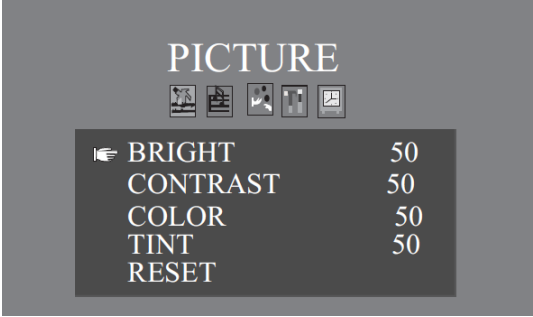 PICTURE
BRIGHT 50
CONTRAST 50
COLOR 50
TINT 50
RESET